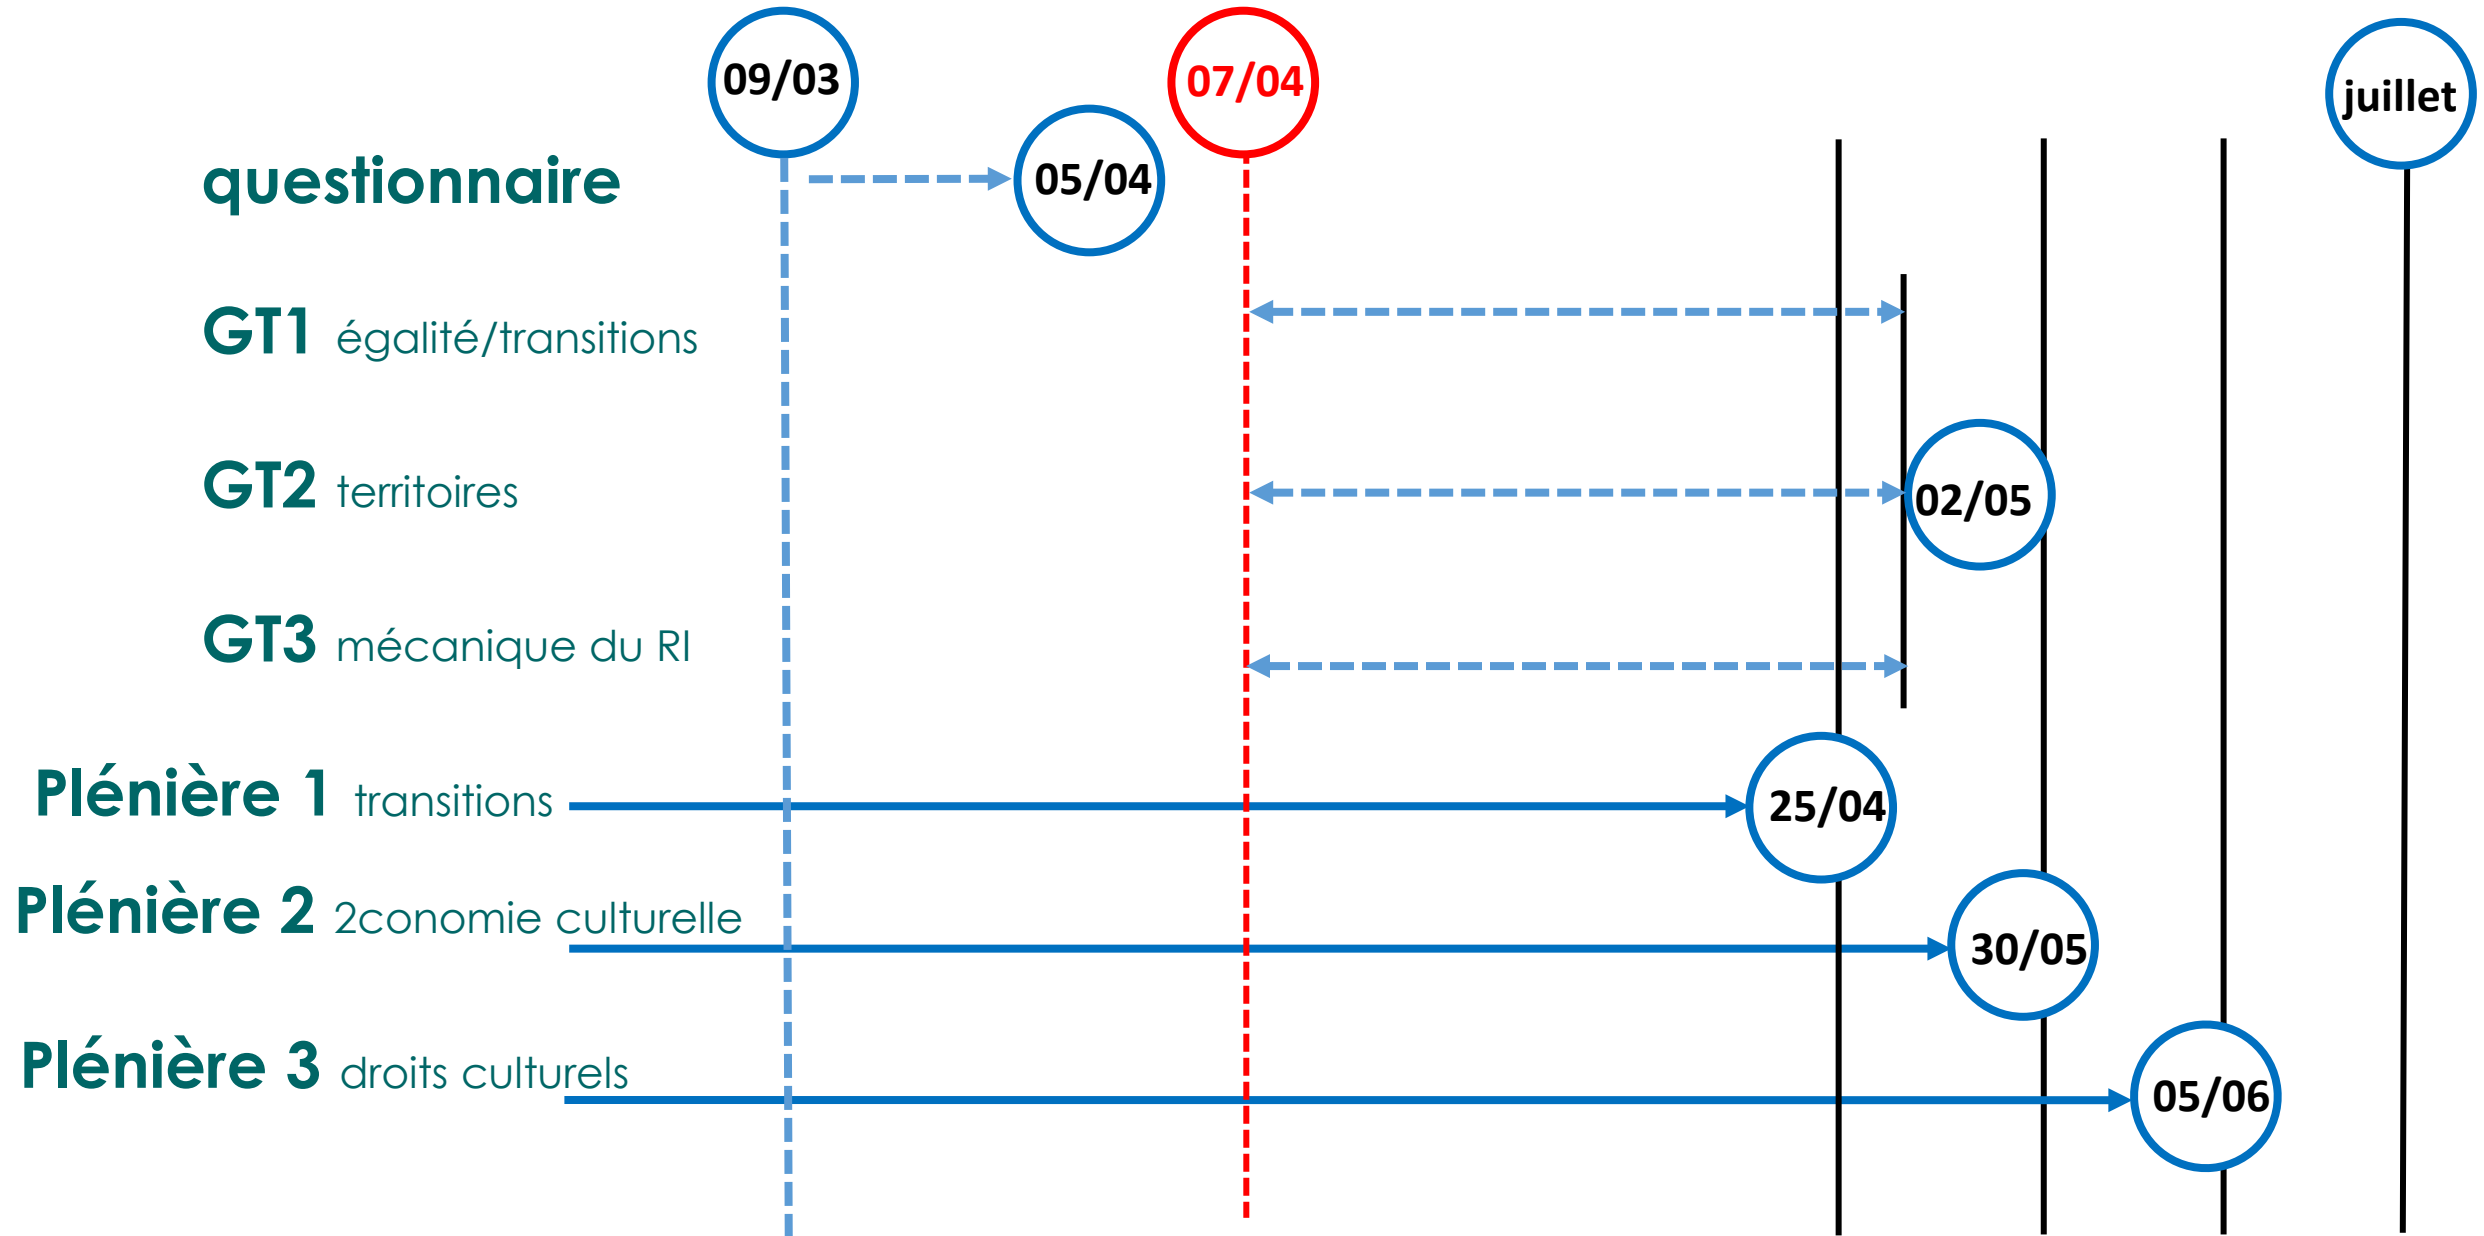 09/03
07/04
juillet
questionnaire
05/04
GT1 égalité/transitions
GT2 territoires
02/05
GT3 mécanique du RI
Plénière 1 transitions
25/04
Plénière 2 2conomie culturelle
30/05
Plénière 3 droits culturels
05/06